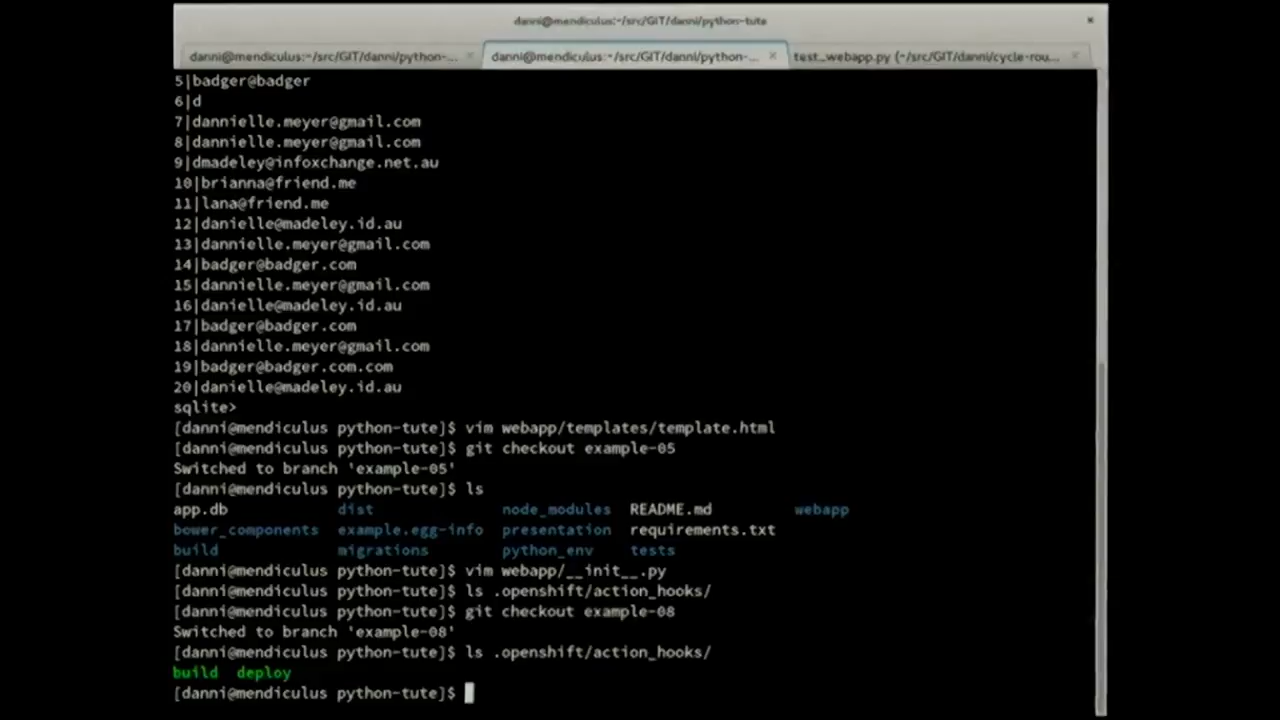 danni@mendiculus:~/src/GIT/danni/python-tute
danni@mendiculus:~/src/GIT/danni/python-... danni@mendiculus:~/src/GIT/danni/python-... test_webapp.py (~/src/GIT/danni/cycle-rou...
5|badger@badger
6|d
7|dannielle.meyer@gmail.com
8|dannielle.meyer@gmail.com
9|dmadeley@infoxchange.net.au
10|brianna@friend.me
11|lana@friend.me
12|danielle@madeley.id.au
13|dannielle.meyer@gmail.com
14|badger@badger.com
15|dannielle.meyer@gmail.com
16|danielle@madeley.id.au
17|badger@badger.com
18|dannielle.meyer@gmail.com
19|badger@badger.com.com
20|danielle@madeley.id.au
sqlite>
[danni@mendiculus python-tute]$ vim webapp/templates/template.html
[danni@mendiculus python-tute]$ git checkout example-05
Switched to branch 'example-05'
[danni@mendiculus python-tute]$ ls
app.db dist node_modules README.md webapp
bower_components example.egg-info presentation requirements.txt
build migrations python_env tests
[danni@mendiculus python-tute]$ vim webapp/__init__.py
[danni@mendiculus python-tute]$ ls .openshift/action_hooks/
[danni@mendiculus python-tute]$ git checkout example-08
Switched to branch 'example-08'
[danni@mendiculus python-tute]$ ls .openshift/action_hooks/
build deploy
[danni@mendiculus python-tute]$